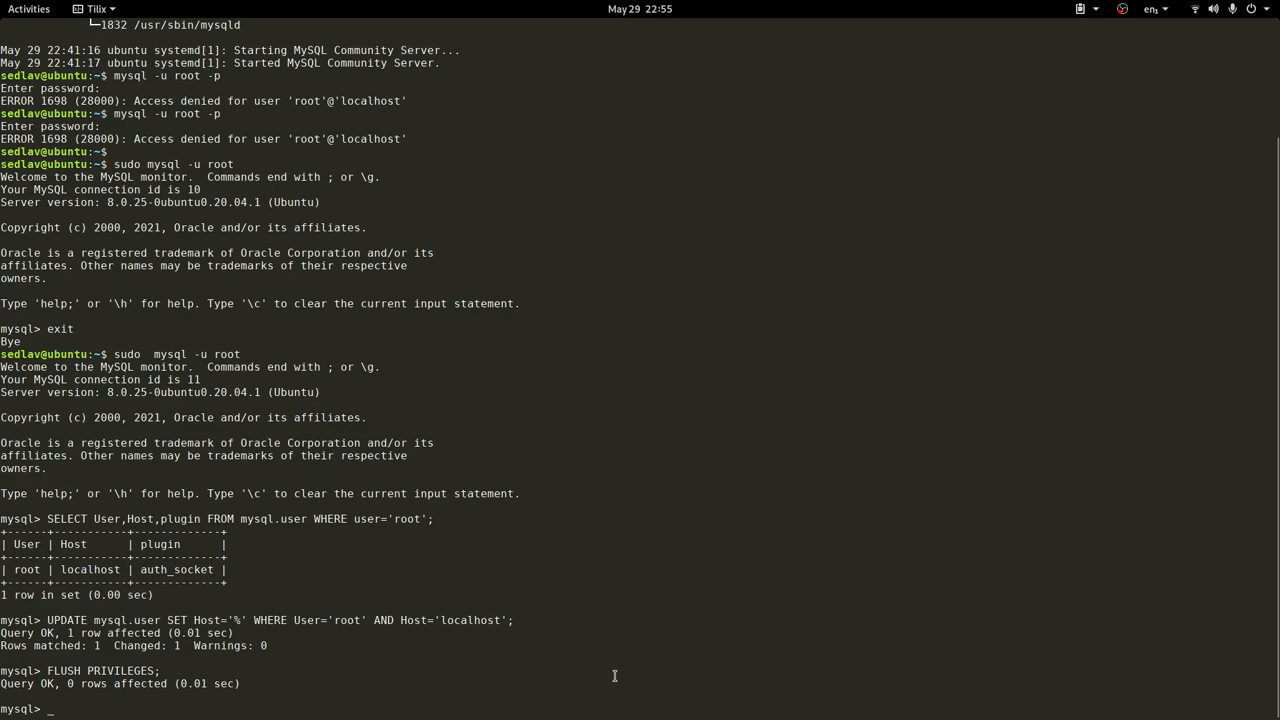 Activities Tilix May 29 22:55 en₁
└─1832 /usr/sbin/mysqld
May 29 22:41:16 ubuntu systemd[1]: Starting MySQL Community Server...
May 29 22:41:17 ubuntu systemd[1]: Started MySQL Community Server.
sedlav@ubuntu:~$ mysql -u root -p
Enter password:
ERROR 1698 (28000): Access denied for user 'root'@'localhost'
sedlav@ubuntu:~$ mysql -u root -p
Enter password:
ERROR 1698 (28000): Access denied for user 'root'@'localhost'
sedlav@ubuntu:~$
sedlav@ubuntu:~$ sudo mysql -u root
Welcome to the MySQL monitor.  Commands end with ; or \g.
Your MySQL connection id is 10
Server version: 8.0.25-0ubuntu0.20.04.1 (Ubuntu)
Copyright (c) 2000, 2021, Oracle and/or its affiliates.
Oracle is a registered trademark of Oracle Corporation and/or its
affiliates. Other names may be trademarks of their respective
owners.
Type 'help;' or '\h' for help. Type '\c' to clear the current input statement.
mysql> exit
Bye
sedlav@ubuntu:~$ sudo  mysql -u root
Welcome to the MySQL monitor.  Commands end with ; or \g.
Your MySQL connection id is 11
Server version: 8.0.25-0ubuntu0.20.04.1 (Ubuntu)
Copyright (c) 2000, 2021, Oracle and/or its affiliates.
Oracle is a registered trademark of Oracle Corporation and/or its
affiliates. Other names may be trademarks of their respective
owners.
Type 'help;' or '\h' for help. Type '\c' to clear the current input statement.
mysql> SELECT User,Host,plugin FROM mysql.user WHERE user='root';
+------+-----------+-------------+
| User | Host      | plugin      |
+------+-----------+-------------+
| root | localhost | auth_socket |
+------+-----------+-------------+
1 row in set (0.00 sec)
mysql> UPDATE mysql.user SET Host='%' WHERE User='root' AND Host='localhost';
Query OK, 1 row affected (0.01 sec)
Rows matched: 1  Changed: 1  Warnings: 0
mysql> FLUSH PRIVILEGES;
Query OK, 0 rows affected (0.01 sec)
mysql> _